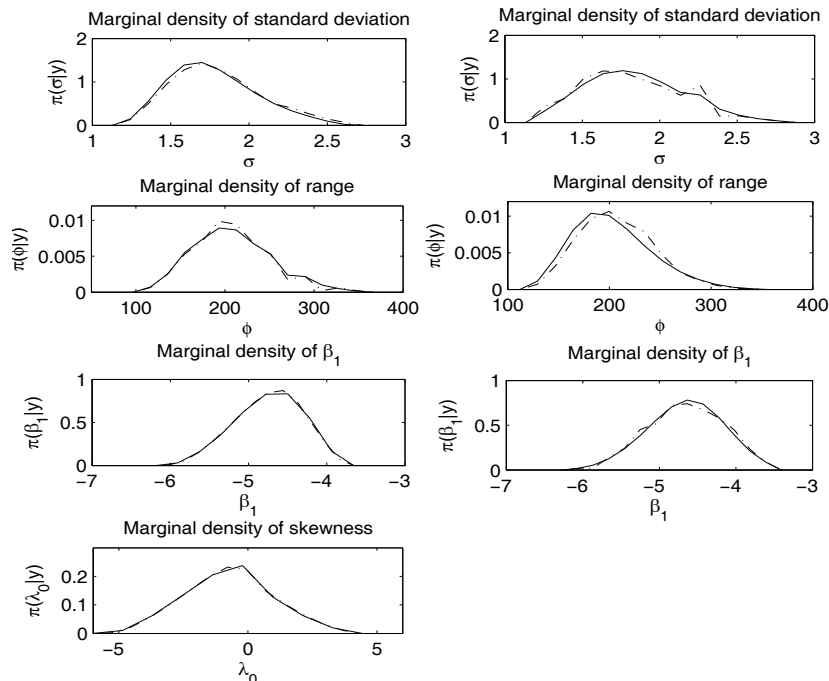 Marginal density of standard deviation
2
1
0
1 1.5 2 2.5 3
π(σ|y)
σ
Marginal density of standard deviation
2
1
0
1 1.5 2 2.5 3
π(σ|y)
σ
Marginal density of range
0.01
0.005
0
100 200 300 400
π(ϕ|y)
ϕ
Marginal density of range
0.01
0.005
0
100 200 300 400
π(ϕ|y)
ϕ
Marginal density of β₁
1
0.5
0
−7 −6 −5 −4 −3
π(β₁|y)
β₁
Marginal density of β₁
1
0.5
0
−7 −6 −5 −4 −3
π(β₁|y)
β₁
Marginal density of skewness
0.2
0.1
0
−5 0 5
π(λ₀|y)
λ₀